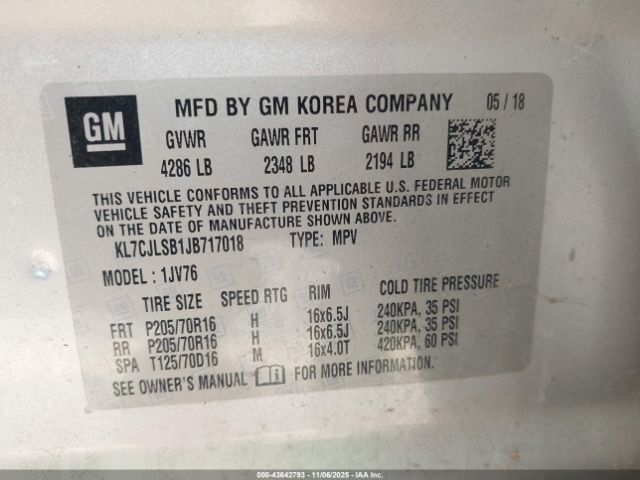 GM
MFD BY GM KOREA COMPANY 05 / 18
GVWR GAWR FRT GAWR RR
4286 LB 2348 LB 2194 LB
THIS VEHICLE CONFORMS TO ALL APPLICABLE U.S. FEDERAL MOTOR
VEHICLE SAFETY AND THEFT PREVENTION STANDARDS IN EFFECT
ON THE DATE OF MANUFACTURE SHOWN ABOVE.
KL7CJLSB1JB717018 TYPE: MPV
MODEL : 1JV76
TIRE SIZE SPEED RTG RIM COLD TIRE PRESSURE
FRT P205/70R16 H 16x6.5J 240KPA, 35 PSI
RR P205/70R16 H 16x6.5J 240KPA, 35 PSI
SPA T125/70D16 M 16x4.0T 420KPA, 60 PSI
SEE OWNER'S MANUAL FOR MORE INFORMATION.
000-43642793 - 11/06/2025 - IAAI.COM